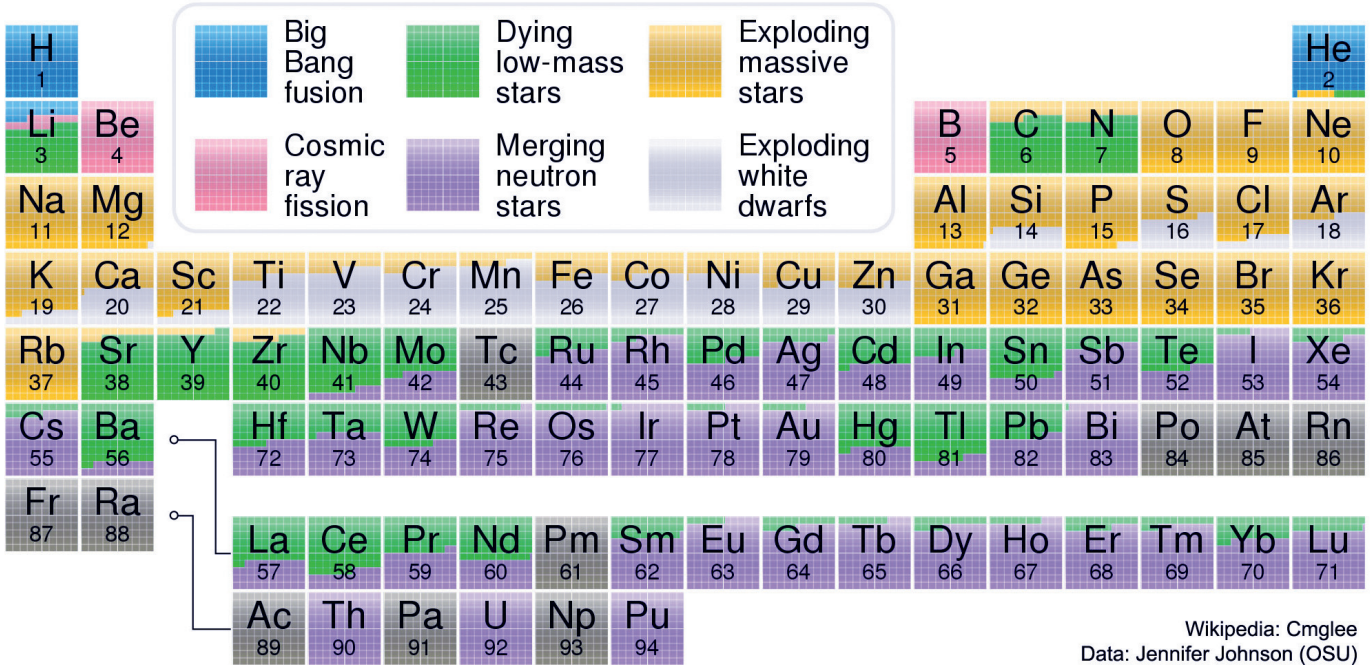 H
1
Big
Bang
fusion
Dying
low-mass
stars
Exploding
massive
stars
He
2
Li
3
Be
4
Cosmic
ray
fission
Merging
neutron
stars
Exploding
white
dwarfs
B
5
C
6
N
7
O
8
F
9
Ne
10
Na
11
Mg
12
Al
13
Si
14
P
15
S
16
Cl
17
Ar
18
K
19
Ca
20
Sc
21
Ti
22
V
23
Cr
24
Mn
25
Fe
26
Co
27
Ni
28
Cu
29
Zn
30
Ga
31
Ge
32
As
33
Se
34
Br
35
Kr
36
Rb
37
Sr
38
Y
39
Zr
40
Nb
41
Mo
42
Tc
43
Ru
44
Rh
45
Pd
46
Ag
47
Cd
48
In
49
Sn
50
Sb
51
Te
52
I
53
Xe
54
Cs
55
Ba
56
Hf
72
Ta
73
W
74
Re
75
Os
76
Ir
77
Pt
78
Au
79
Hg
80
Tl
81
Pb
82
Bi
83
Po
84
At
85
Rn
86
Fr
87
Ra
88
La
57
Ce
58
Pr
59
Nd
60
Pm
61
Sm
62
Eu
63
Gd
64
Tb
65
Dy
66
Ho
67
Er
68
Tm
69
Yb
70
Lu
71
Ac
89
Th
90
Pa
91
U
92
Np
93
Pu
94
Wikipedia: Cmglee
Data: Jennifer Johnson (OSU)